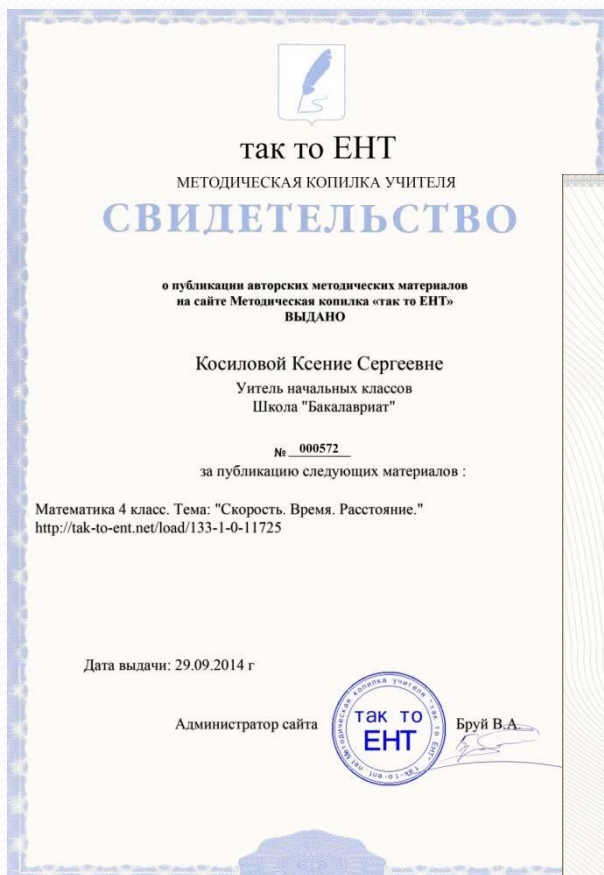 так то ЕНТ
МЕТОДИЧЕСКАЯ КОПИЛКА УЧИТЕЛЯ
СВИДЕТЕЛЬСТВО
о публикации авторских методических материалов
на сайте Методическая копилка «так то ЕНТ»
ВЫДАНО
Косиловой Ксение Сергеевне
Уитель начальных классов
Школа "Бакалавриат"
№ 000572
за публикацию следующих материалов :
Математика 4 класс. Тема: "Скорость. Время. Расстояние."
http://tak-to-ent.net/load/133-1-0-11725
Дата выдачи: 29.09.2014 г
Администратор сайта
так то
ЕНТ
Бруй В.А.